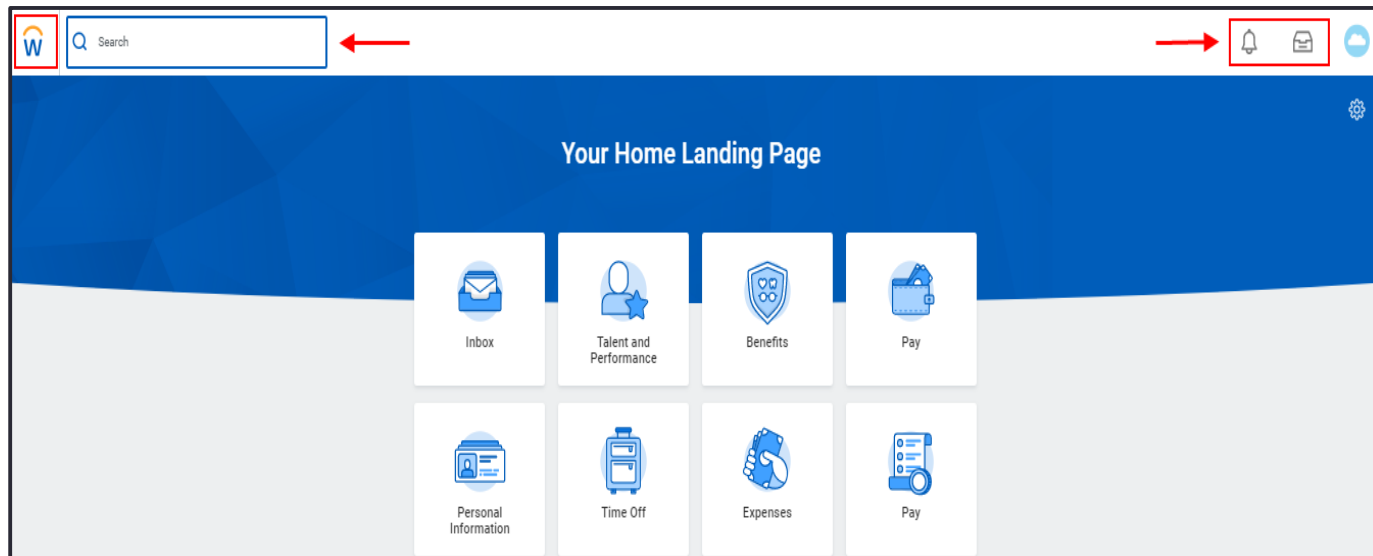 W
Search
Your Home Landing Page
Inbox
Talent and
Performance
Benefits
Pay
Personal
Information
Time Off
Expenses
Pay